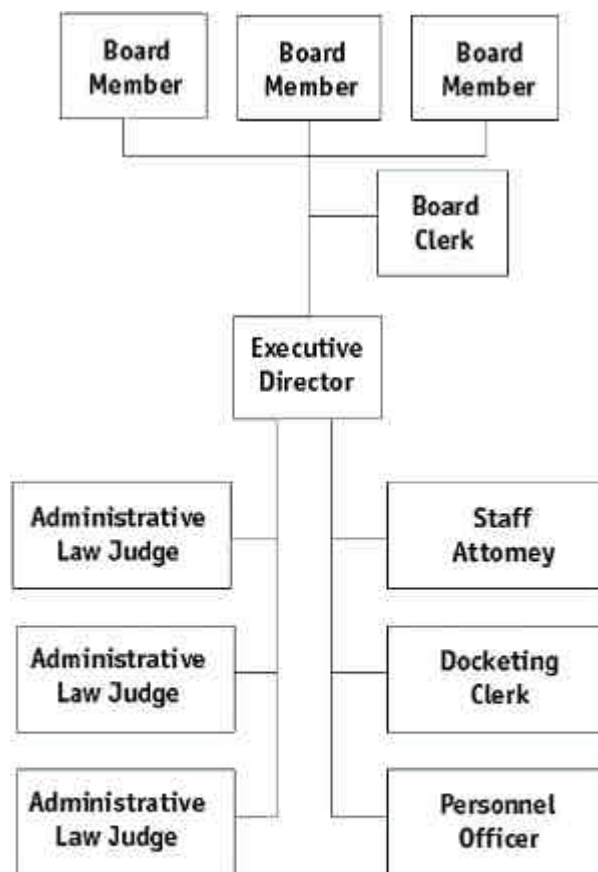 Board
Member
Board
Member
Board
Member
Board
Clerk
Executive
Director
Administrative
Law Judge
Staff
Attomey
Administrative
Law Judge
Docketing
Clerk
Administrative
Law Judge
Personnel
Officer